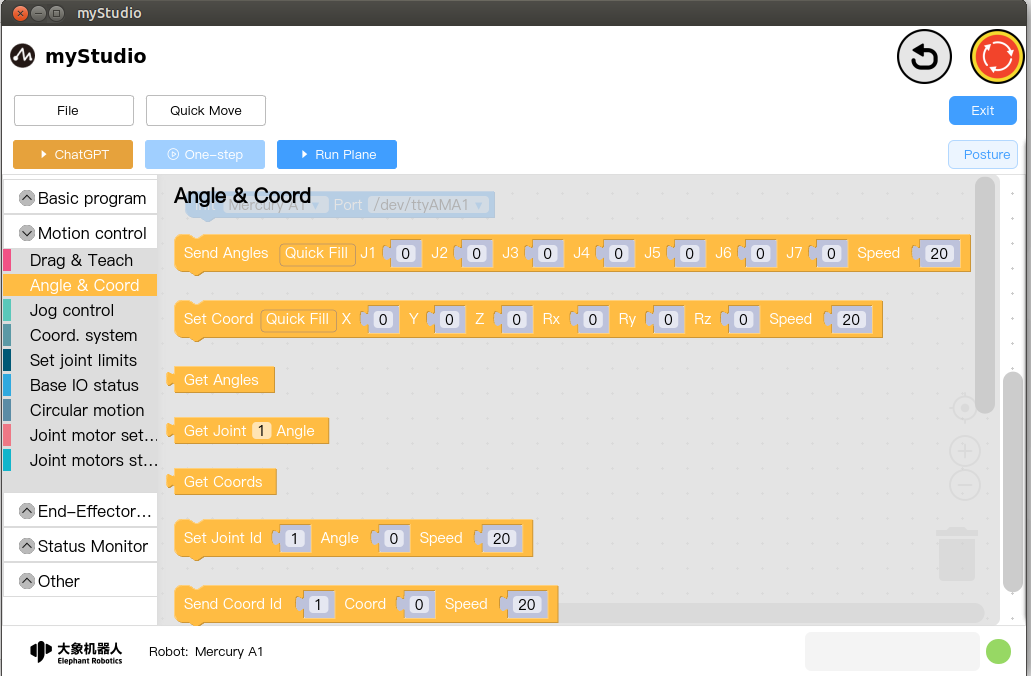 myStudio
myStudio
File Quick Move Exit
ChatGPT One-step Run Plane Posture
Basic program
Motion control
Drag & Teach
Angle & Coord
Jog control
Coord. system
Set joint limits
Base IO status
Circular motion
Joint motor set...
Joint motors st...
End-Effector...
Status Monitor
Other
Angle & Coord
Mercury A1 Port /dev/ttyAMA1
Send Angles Quick Fill J1 0 J2 0 J3 0 J4 0 J5 0 J6 0 J7 0 Speed 20
Set Coord Quick Fill X 0 Y 0 Z 0 Rx 0 Ry 0 Rz 0 Speed 20
Get Angles
Get Joint 1 Angle
Get Coords
Set Joint Id 1 Angle 0 Speed 20
Send Coord Id 1 Coord 0 Speed 20
大象机器人
Elephant Robotics
Robot: Mercury A1